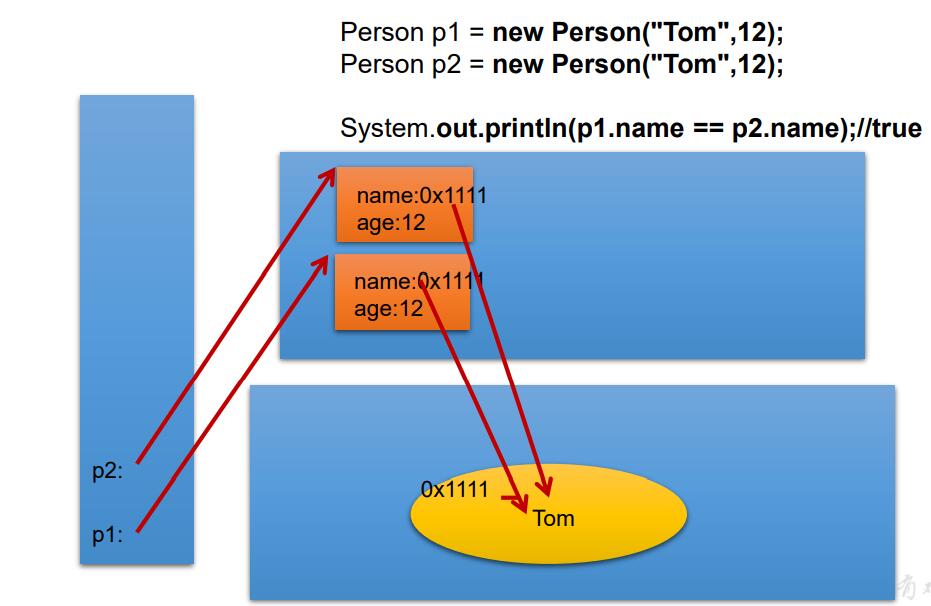 Person p1 = new Person("Tom",12);
Person p2 = new Person("Tom",12);
System.out.println(p1.name == p2.name);//true
name:0x1111
age:12
name:0x1111
age:12
p2:
p1:
0x1111
Tom